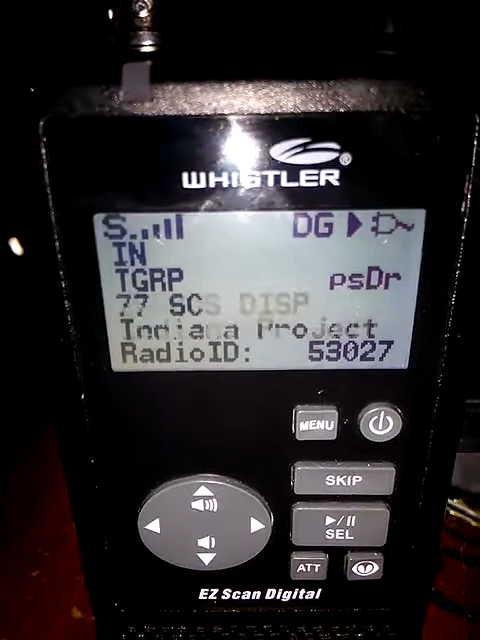 WHISTLER®
S DG
IN
TGRP psDr
77 SCS DISP
Indiana Project
RadioID: 53027
MENU
SKIP
SEL
ATT
EZ Scan Digital